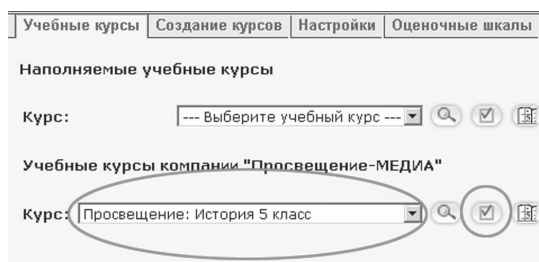 Учебные курсы Создание курсов Настройки Оценочные шкалы
Наполняемые учебные курсы
Курс: --- Выберите учебный курс ---
Учебные курсы компании "Просвещение-МЕДИА"
Курс: Просвещение: История 5 класс